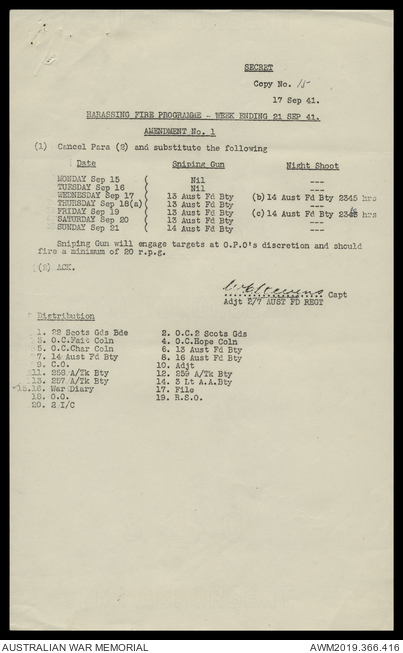 SECRET
Copy No. 15
17 Sep 41.
HARASSING FIRE PROGRAMME - WEEK ENDING 21 SEP 41.
AMENDMENT No. 1
(1) Cancel Para (2) and substitute the following
Date Sniping Gun Night Shoot
MONDAY Sep 15 ( Nil ---
TUESDAY Sep 16 ( Nil ---
WEDNESDAY Sep 17 ( 13 Aust Fd Bty (b) 14 Aust Fd Bty 2345 hrs
THURSDAY Sep 18(a) ( 13 Aust Fd Bty ---
FRIDAY Sep 19 ( 13 Aust Fd Bty (c) 14 Aust Fd Bty hrs
SATURDAY Sep 20 ( 13 Aust Fd Bty ---
SUNDAY Sep 21 ( 14 Aust Fd Bty ---
Sniping Gun will engage targets at O.P.O's discretion and should
fire a minimum of 20 r.p.g.
(2) ACK.
Capt
Adjt 2/7 AUST FD REGT
Distribution
1. 22 Scots Gds Bde 2. O.C.2 Scots Gds
3. O.C.Fait Coln 4. O.C.Hope Coln
5. O.C.Char Coln 6. 13 Aust Fd Bty
7. 14 Aust Fd Bty 8. 16 Aust Fd Bty
9. C.O. 10. Adjt
11. 258 A/Tk Bty 12. 259 A/Tk Bty
13. 257 A/Tk Bty 14. 3 Lt A.A.Bty
15.16. War Diary 17. File
18. O.O. 19. R.S.O.
20. 2 I/C
AUSTRALIAN WAR MEMORIAL AWM2019.366.416